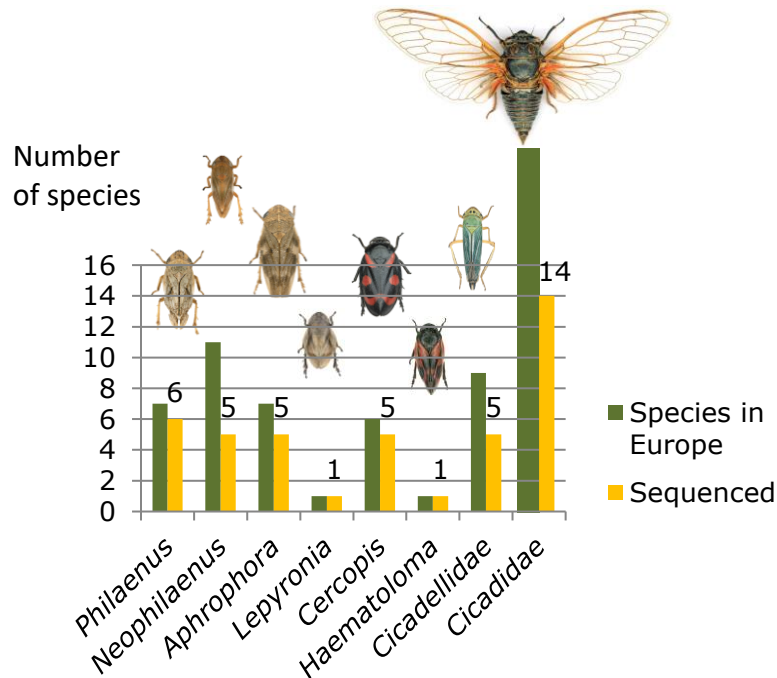 Number
of species
16
14
12
10
8
6
4
2
0
6
5
5
1
5
1
5
14
Philaenus
Neophilaenus
Aphrophora
Lepyronia
Cercopis
Haematoloma
Cicadellidae
Cicadidae
Species in
Europe
Sequenced